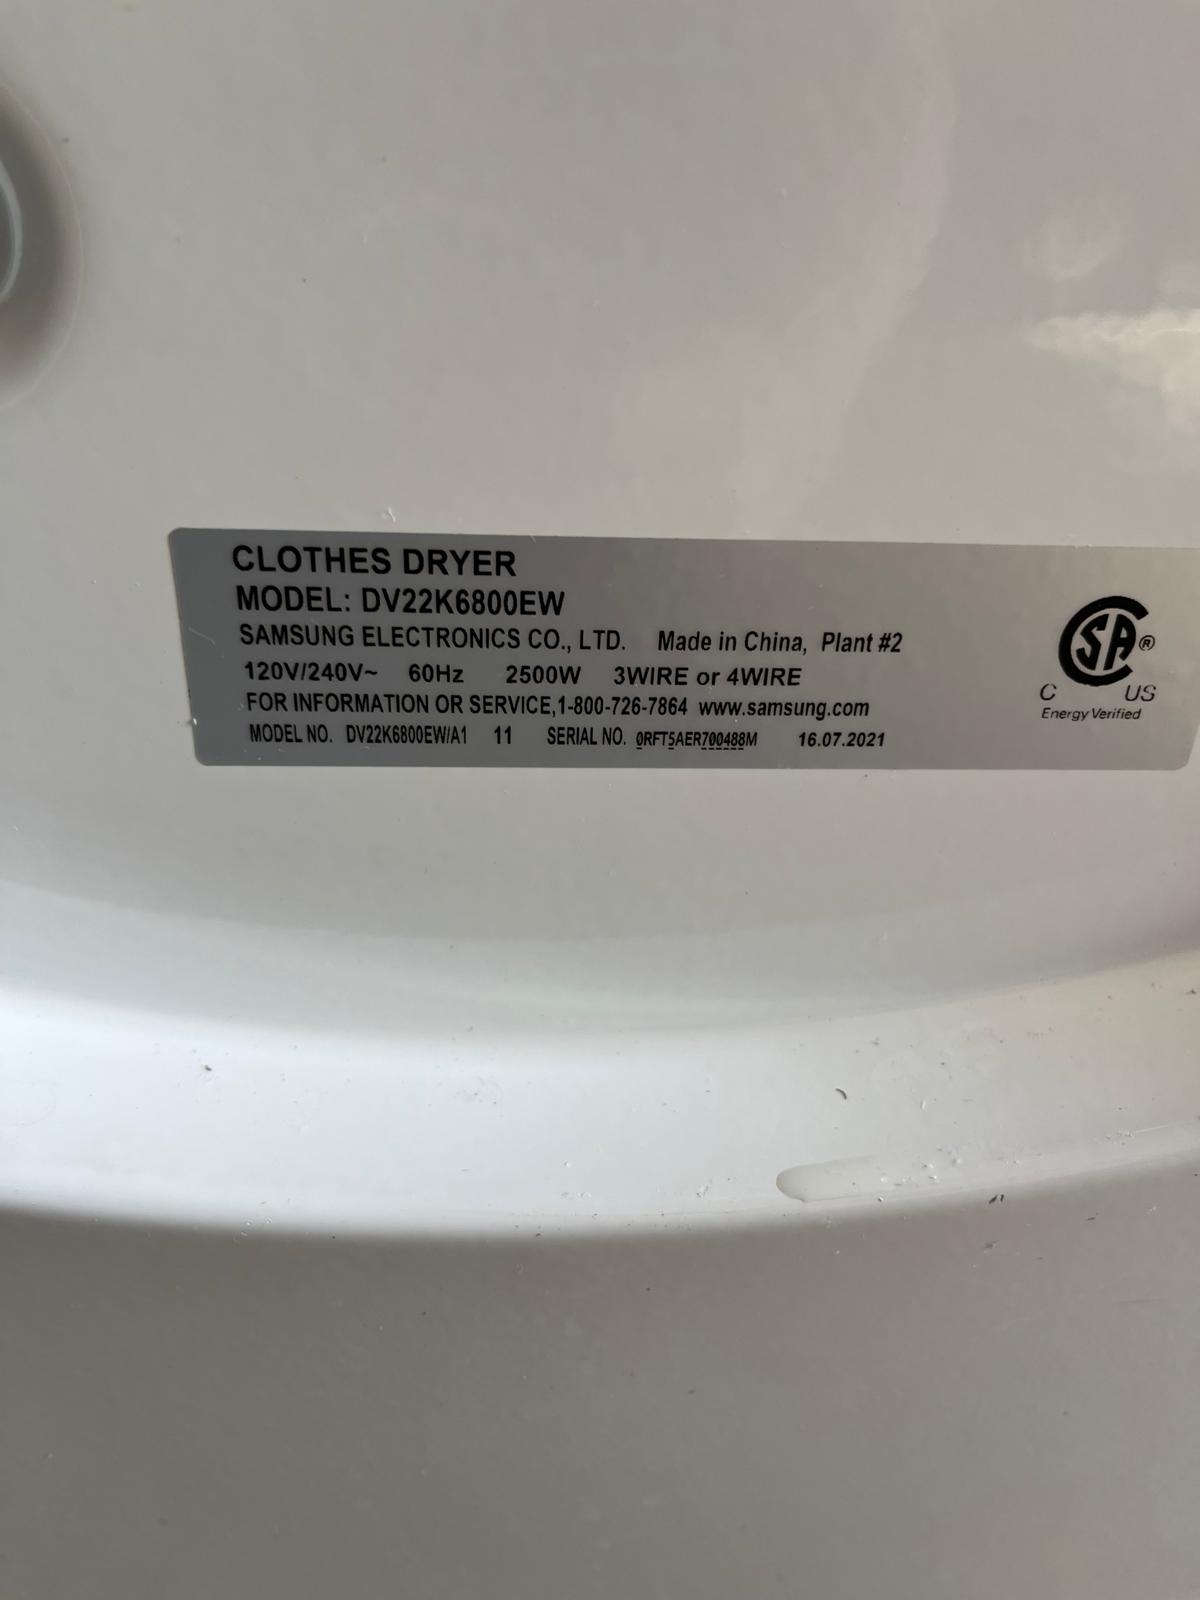 CLOTHES DRYER
MODEL: DV22K6800EW
SAMSUNG ELECTRONICS CO., LTD. Made in China, Plant #2
120V/240V~ 60Hz 2500W 3WIRE or 4WIRE
FOR INFORMATION OR SERVICE,1-800-726-7864 www.samsung.com
MODEL NO. DV22K6800EW/A1 11 SERIAL NO. 0RFT5AER700488M 16.07.2021
SA®
C US
Energy Verified